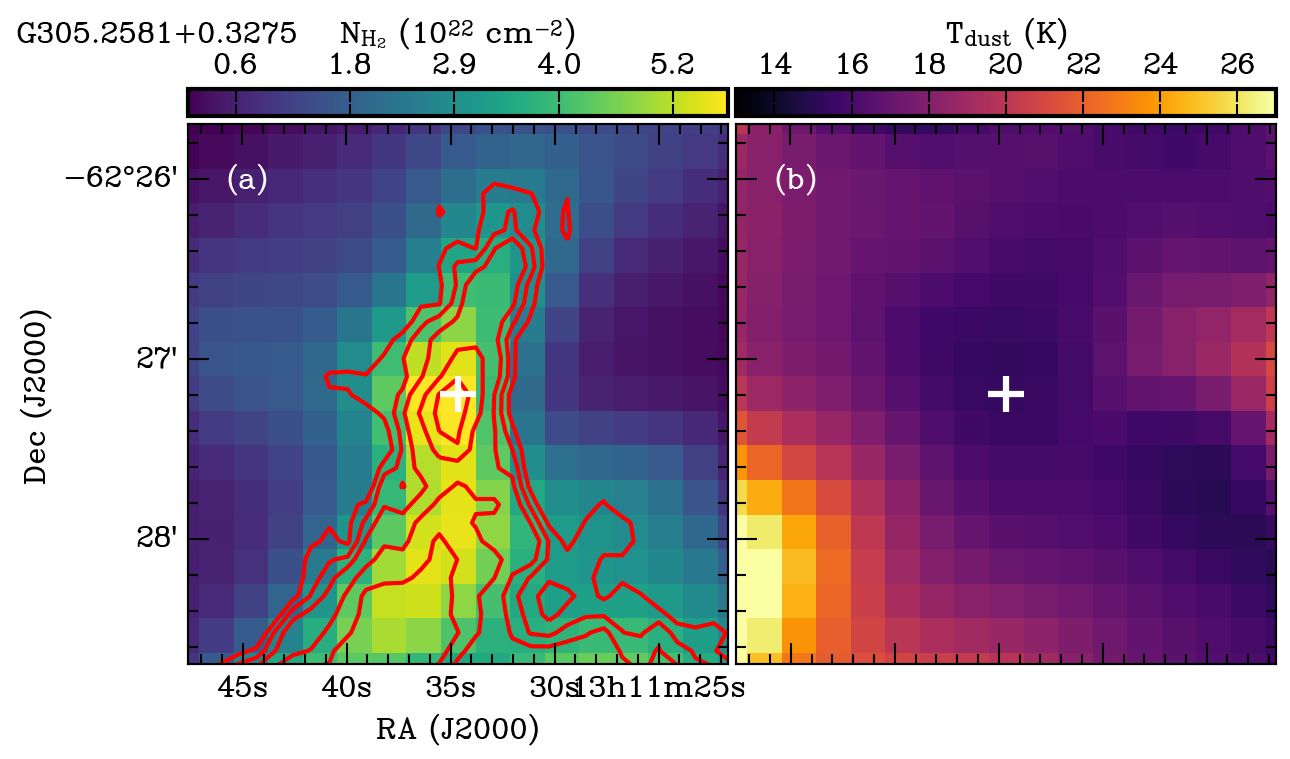 G305.2581+0.3275 N_H₂ (10²² cm⁻²) T_dust (K)
0.6 1.8 2.9 4.0 5.2 14 16 18 20 22 24 26
(a) (b)
−62°26'
27'
28'
Dec (J2000)
45s 40s 35s 30s 13h11m25s
RA (J2000)